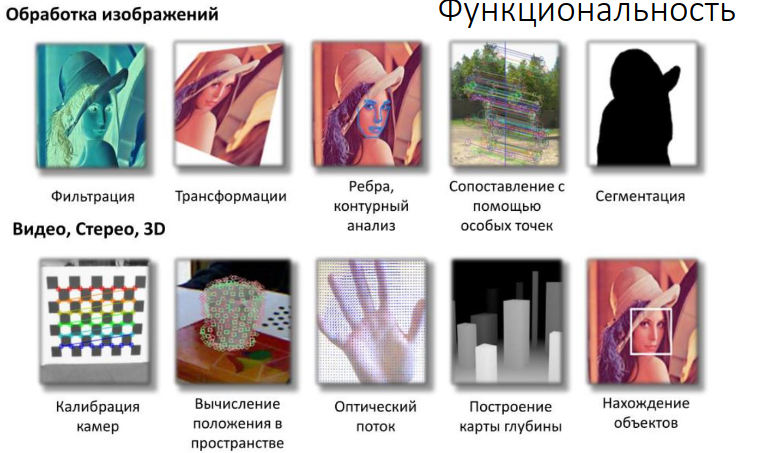 Функциональность
Обработка изображений
Фильтрация
Трансформации
Ребра,
контурный
анализ
Сопоставление с
помощью
особых точек
Сегментация
Видео, Стерео, 3D
Калибрация
камер
Вычисление
положения в
пространстве
Оптический
поток
Построение
карты глубины
Нахождение
объектов